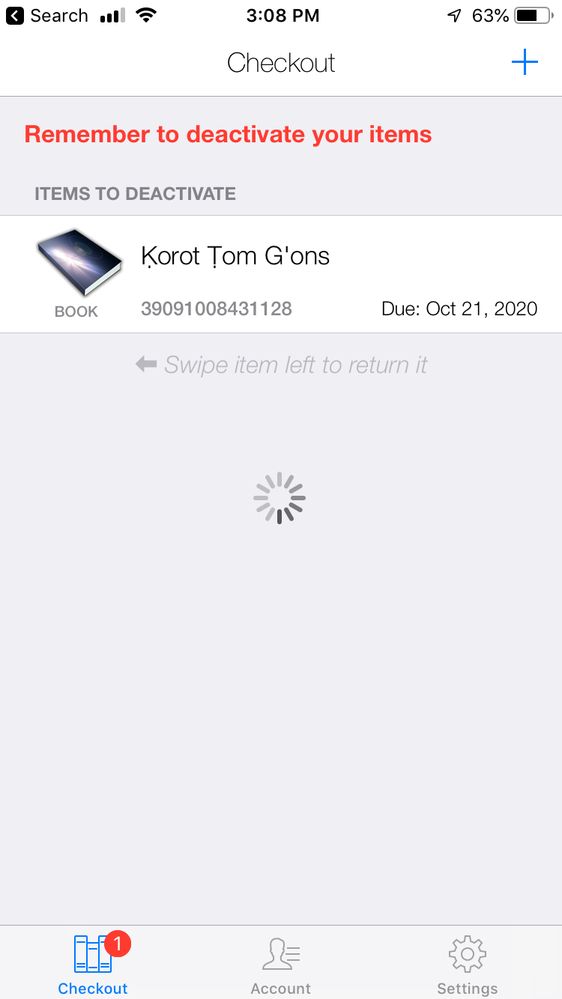 Search 3:08 PM 63%
Checkout
Remember to deactivate your items
ITEMS TO DEACTIVATE
Ķorot Ṭom G'ons
BOOK 39091008431128 Due: Oct 21, 2020
Swipe item left to return it
1
Checkout Account Settings